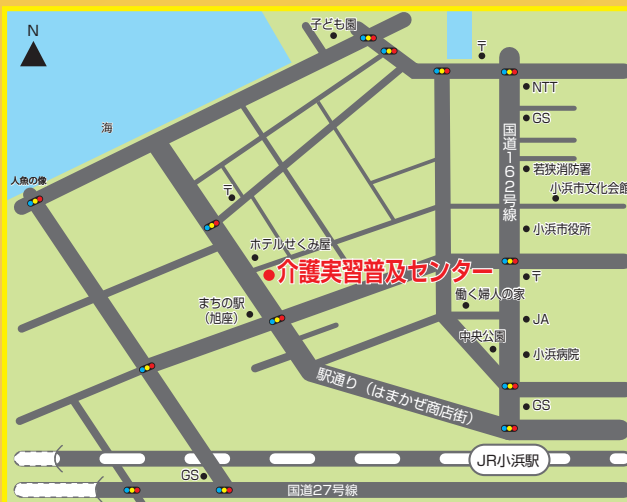 N
子ども園
〒
NTT
GS
海
国道162号線
若狭消防署
小浜市文化会館
人魚の像
〒
小浜市役所
ホテルせくみ屋
介護実習普及センター
〒
働く婦人の家
まちの駅
（旭座）
JA
中央公園
小浜病院
駅通り（はまかぜ商店街）
GS
JR小浜駅
GS
国道27号線